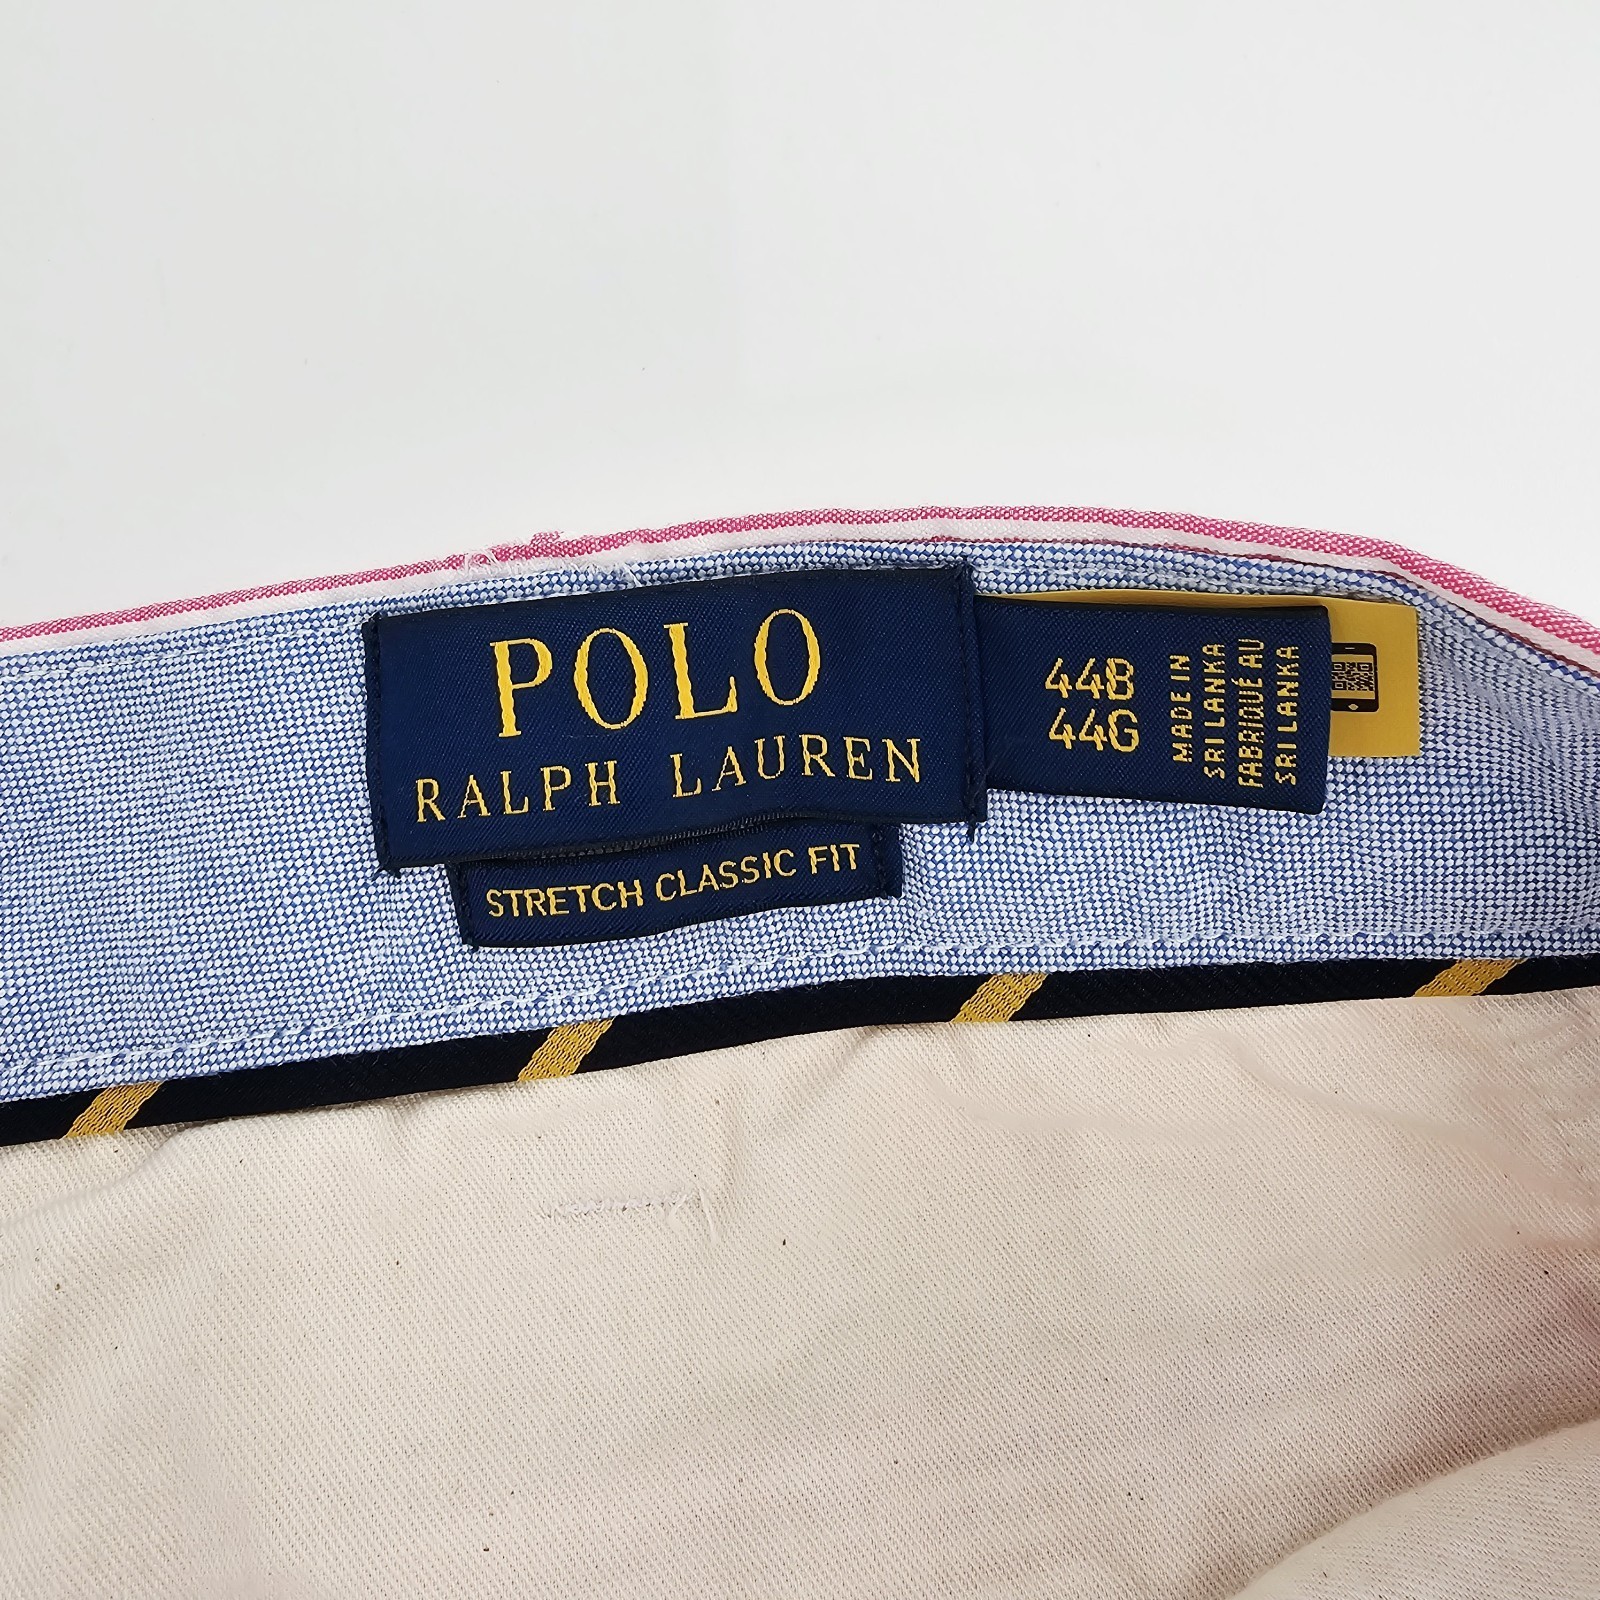 POLO
RALPH LAUREN
STRETCH CLASSIC FIT
44B
44G
MADE IN
SRI LANKA
FABRIQUÉ AU
SRI LANKA